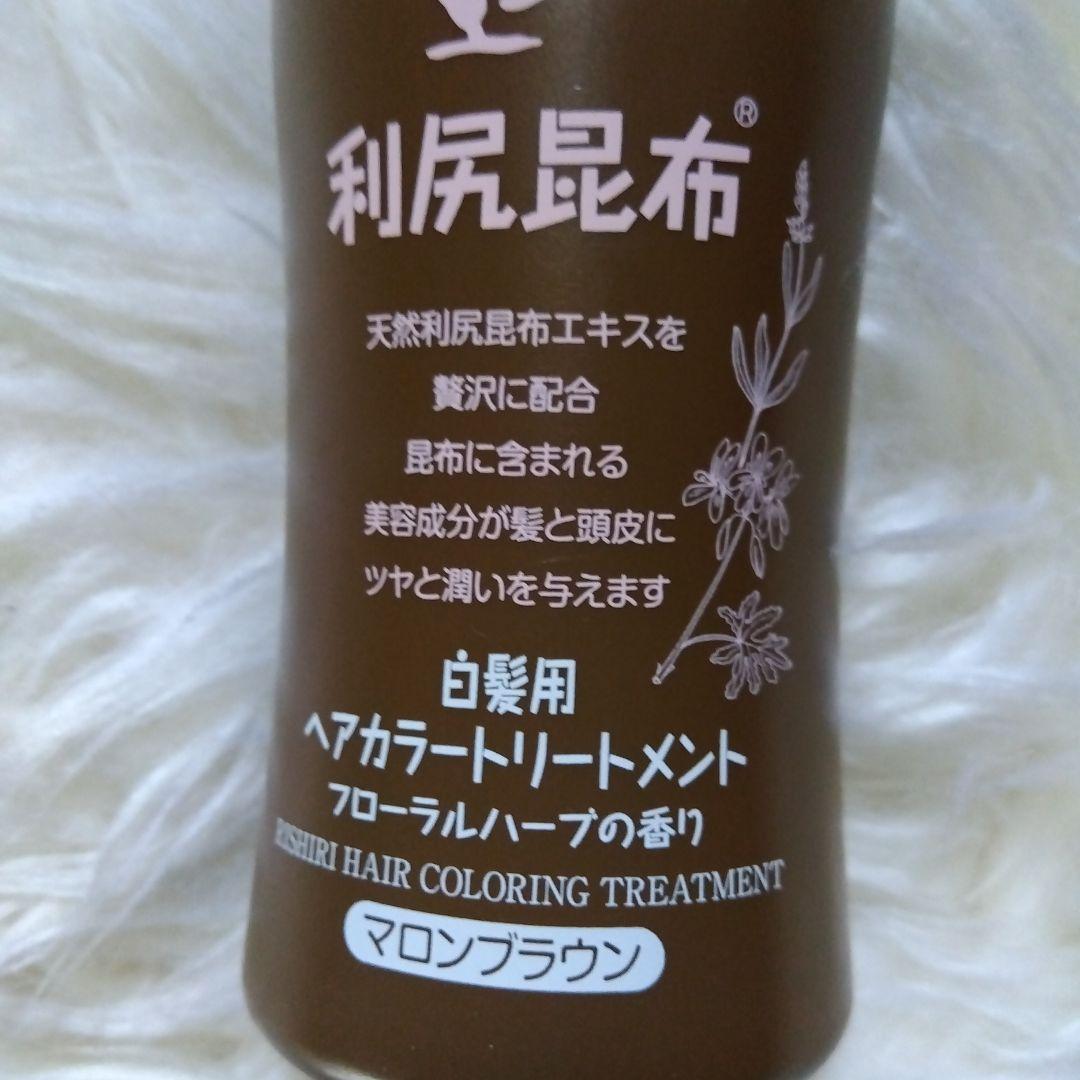 利尻昆布®
天然利尻昆布エキスを
贅沢に配合
昆布に含まれる
美容成分が髪と頭皮に
ツヤと潤いを与えます
白髪用
ヘアカラートリートメント
フローラルハーブの香り
RISHIRI HAIR COLORING TREATMENT
マロンブラウン